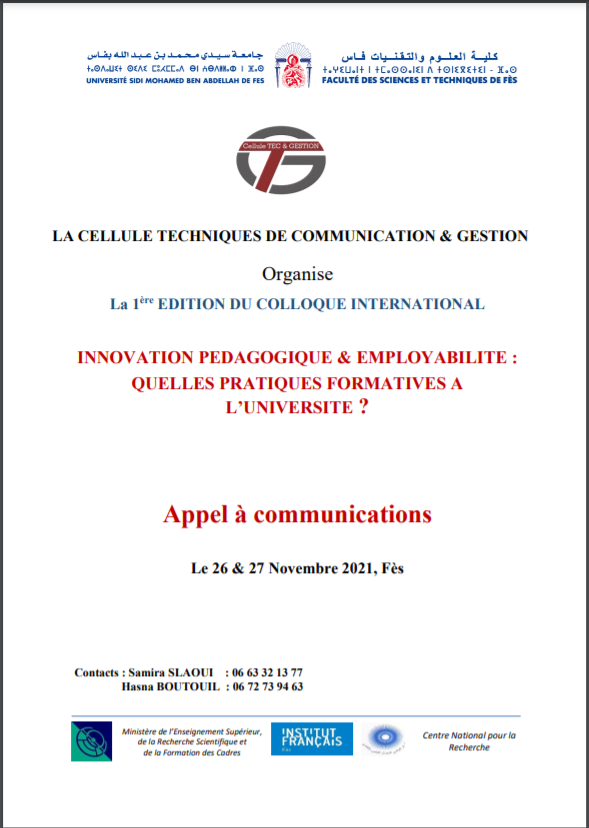 جامعة سيدي محمد بن عبد الله بفاس
UNIVERSITÉ SIDI MOHAMED BEN ABDELLAH DE FES
كلية العلوم والتقنيات فاس
FACULTÉ DES SCIENCES ET TECHNIQUES DE FÈS
Cellule TEC & GESTION
LA CELLULE TECHNIQUES DE COMMUNICATION & GESTION
Organise
La 1ère EDITION DU COLLOQUE INTERNATIONAL
INNOVATION PEDAGOGIQUE & EMPLOYABILITE :
QUELLES PRATIQUES FORMATIVES A
L’UNIVERSITE ?
Appel à communications
Le 26 & 27 Novembre 2021, Fès
Contacts : Samira SLAOUI : 06 63 32 13 77
Hasna BOUTOUIL : 06 72 73 94 63
Ministère de l’Enseignement Supérieur,
de la Recherche Scientifique et
de la Formation des Cadres
INSTITUT
FRANÇAIS
Centre National pour la
Recherche